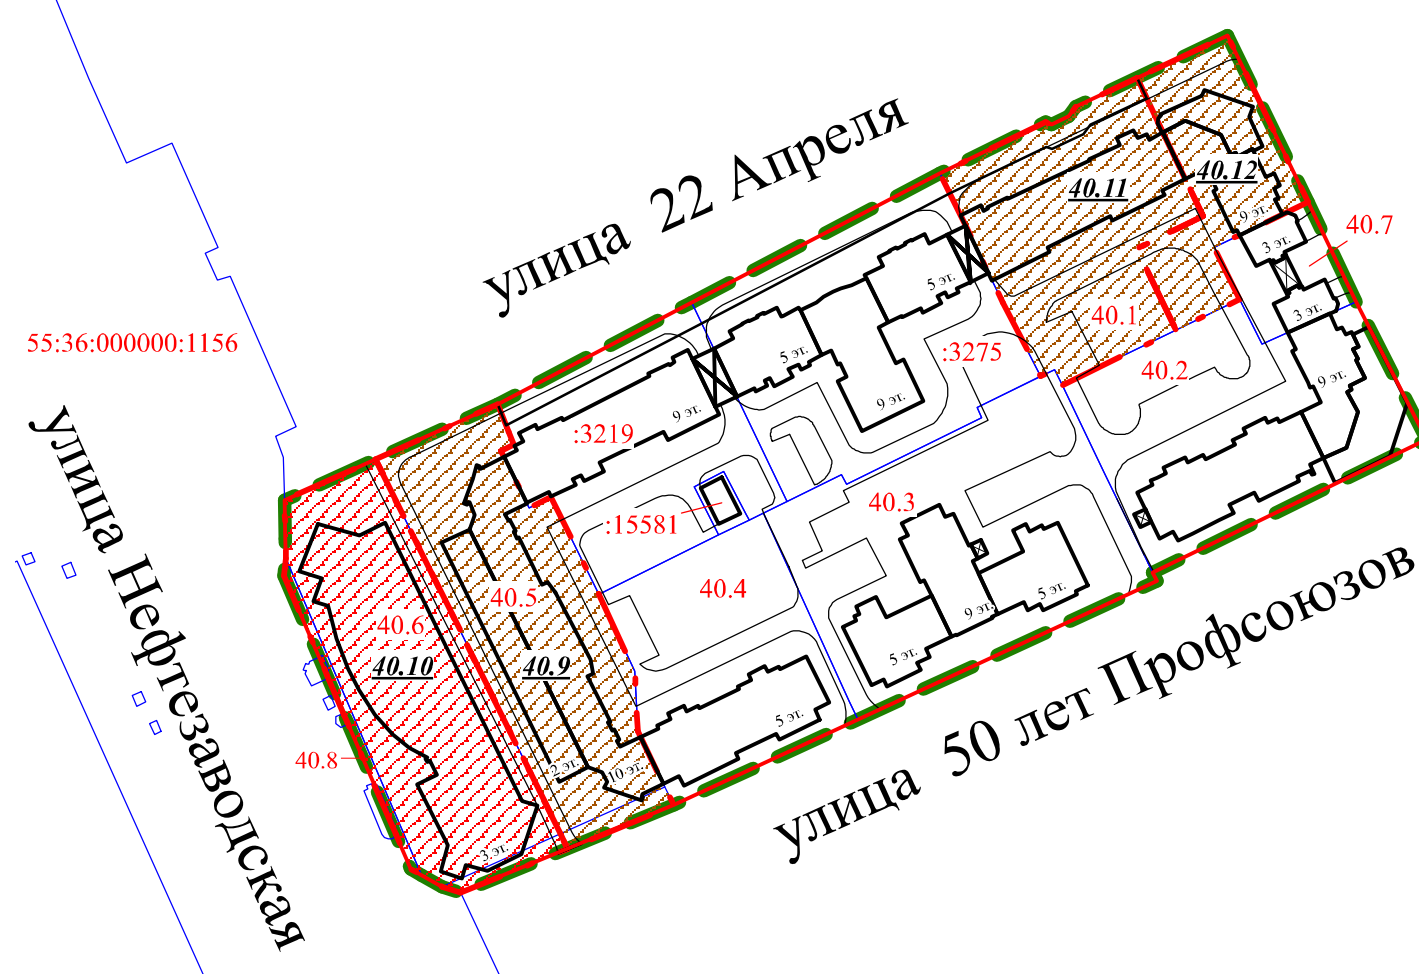 улица 22 Апреля
40.12
40.11
9 эт.
40.7
3 эт.
5 эт.
3 эт.
40.1
55:36:000000:1156
:3275
5 эт.
40.2
9 эт.
9 эт.
9 эт.
:3219
40.3
:15581
улица Нефтезаводская
40.4
40.5
9 эт.
5 эт.
40.6
5 эт.
40.10
40.9
5 эт.
улица 50 лет Профсоюзов
40.8
2 эт.
10 эт.
3 эт.